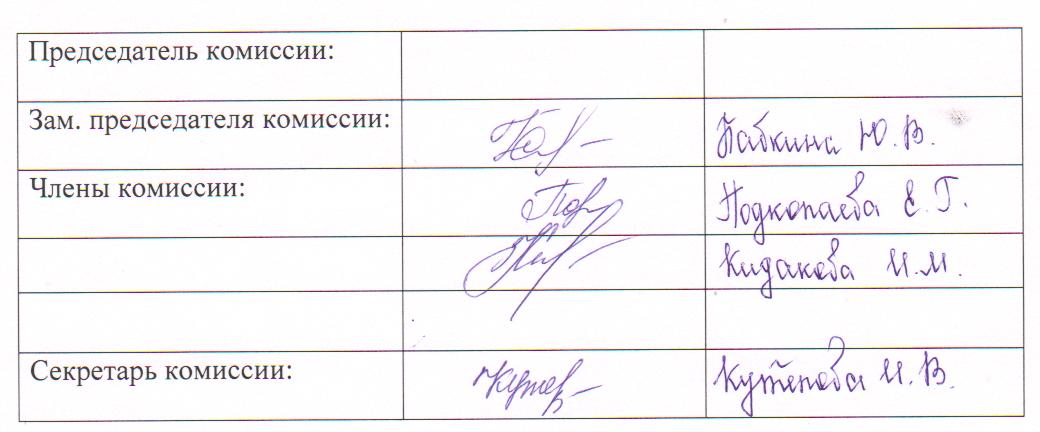 Председатель комиссии:
Зам. председателя комиссии: Бабкина Ю. В.
Члены комиссии: Подкопаева Е. Г.
Кидакова И. М.
Секретарь комиссии: Кутепова И. В.